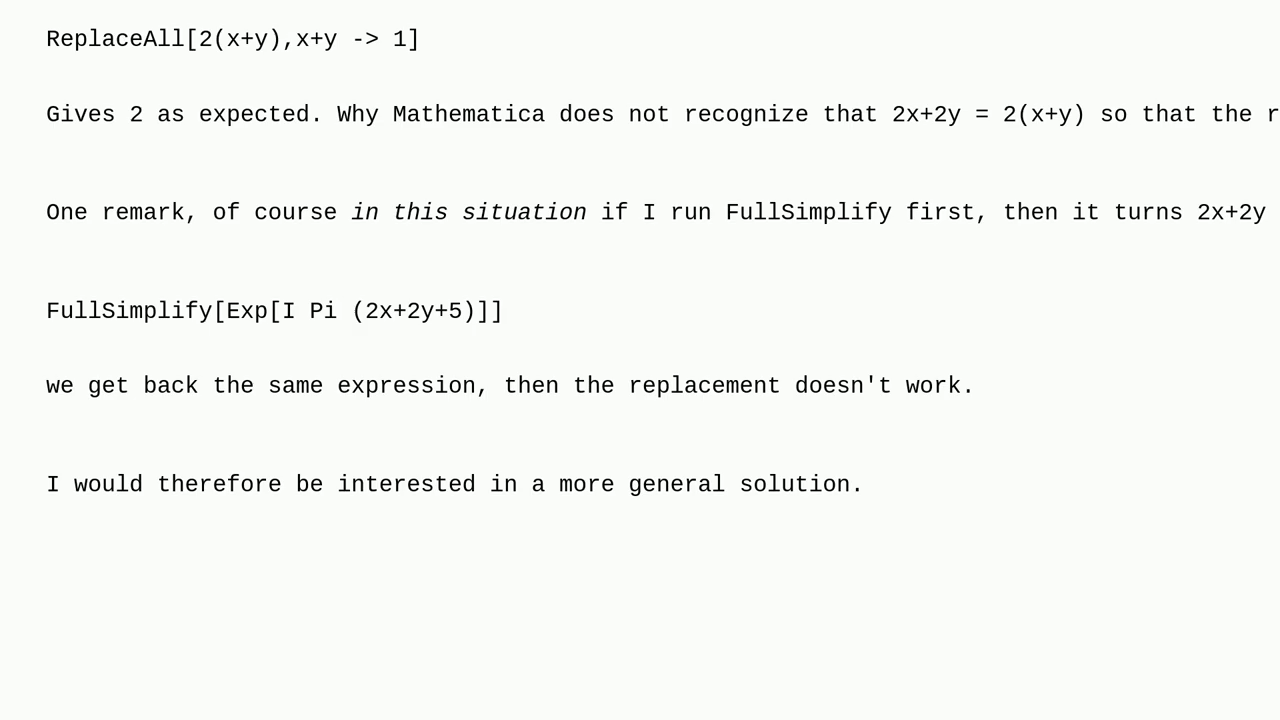 ReplaceAll[2(x+y),x+y -> 1]
Gives 2 as expected. Why Mathematica does not recognize that 2x+2y = 2(x+y) so that the
One remark, of course in this situation if I run FullSimplify first, then it turns 2x+2y
FullSimplify[Exp[I Pi (2x+2y+5)]]
we get back the same expression, then the replacement doesn't work.
I would therefore be interested in a more general solution.